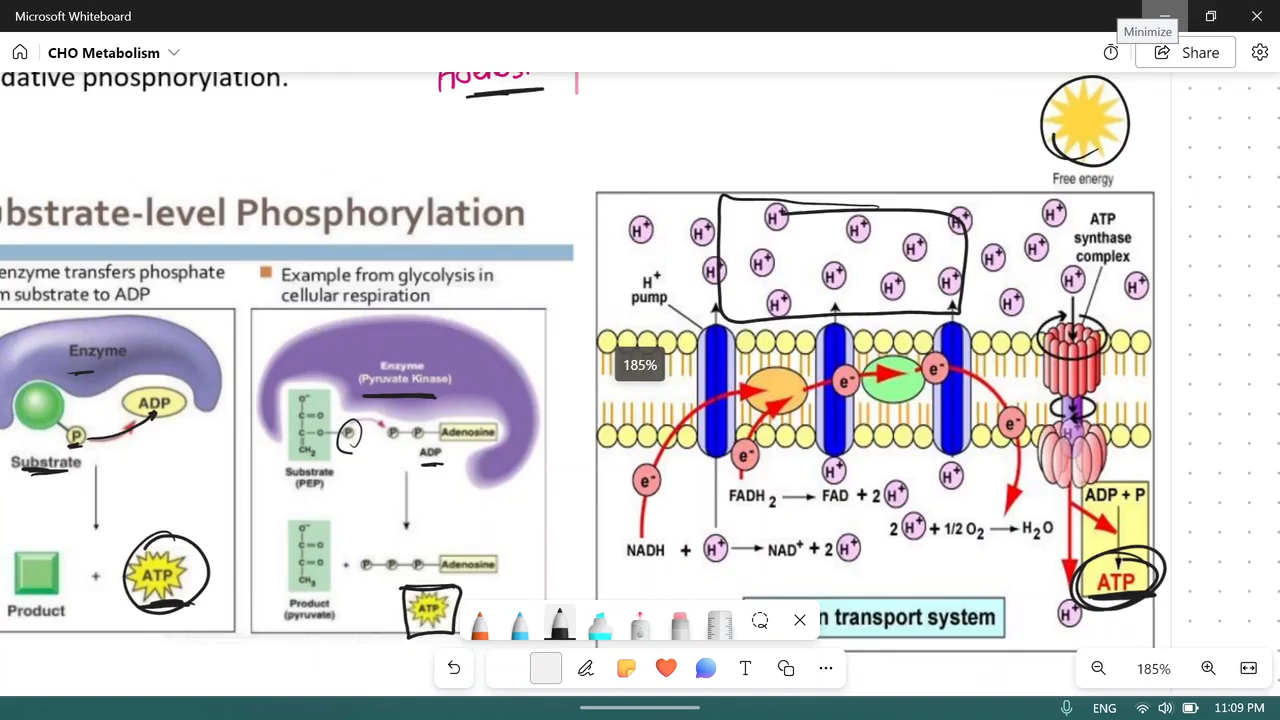 Microsoft Whiteboard
Minimize
CHO Metabolism
Share
dative phosphorylation.
Free energy
ubstrate-level Phosphorylation
enzyme transfers phosphate
m substrate to ADP
Example from glycolysis in
cellular respiration
Enzyme
ADP
P
Substrate
Product
+
ATP
Enzyme
(Pyruvate Kinase)
O⁻
C=O
C—O
CH₂
P
P P Adenosine
ADP
Substrate
(PEP)
O⁻
C=O
C=O
CH₃
+ P P P Adenosine
Product
(pyruvate)
ATP
H⁺ H⁺ H⁺ H⁺ H⁺ H⁺ H⁺ H⁺ H⁺ H⁺ H⁺ H⁺ H⁺ H⁺ H⁺ H⁺ H⁺ H⁺ H⁺
ATP
synthase
complex
H⁺
pump
185%
e⁻ e⁻ e⁻ e⁻ e⁻
H⁺ H⁺ H⁺
FADH₂ → FAD + 2 H⁺
2 H⁺ + 1/2 O₂ → H₂O
NADH + H⁺ → NAD⁺ + 2 H⁺
ADP + P
ATP
H⁺
n transport system
T
185%
ENG
11:09 PM